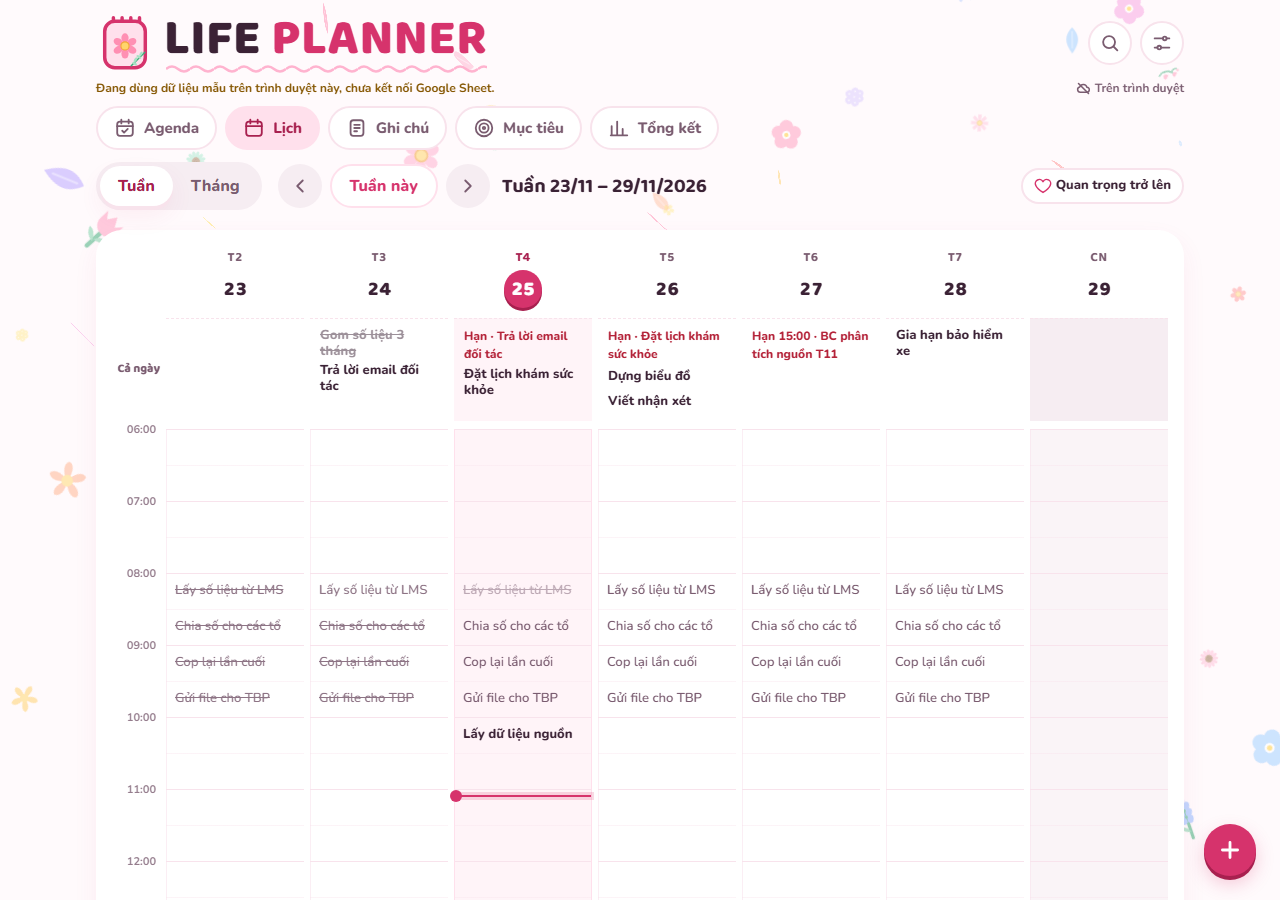 LIFE PLANNER
Đang dùng dữ liệu mẫu trên trình duyệt này, chưa kết nối Google Sheet.
Trên trình duyệt
Agenda
Lịch
Ghi chú
Mục tiêu
Tổng kết
Tuần
Tháng
Tuần này
Tuần 23/11 – 29/11/2026
Quan trọng trở lên
T2
T3
T4
T5
T6
T7
CN
23
24
25
26
27
28
29
Cả ngày
Gom số liệu 3
tháng
Trả lời email đối
tác
Hạn · Trả lời email
đối tác
Đặt lịch khám sức
khỏe
Hạn · Đặt lịch khám
sức khỏe
Dựng biểu đồ
Viết nhận xét
Hạn 15:00 · BC phân
tích nguồn T11
Gia hạn bảo hiểm
xe
06:00
07:00
08:00
Lấy số liệu từ LMS
Lấy số liệu từ LMS
Lấy số liệu từ LMS
Lấy số liệu từ LMS
Lấy số liệu từ LMS
Lấy số liệu từ LMS
Chia số cho các tổ
Chia số cho các tổ
Chia số cho các tổ
Chia số cho các tổ
Chia số cho các tổ
Chia số cho các tổ
09:00
Cop lại lần cuối
Cop lại lần cuối
Cop lại lần cuối
Cop lại lần cuối
Cop lại lần cuối
Cop lại lần cuối
Gửi file cho TBP
Gửi file cho TBP
Gửi file cho TBP
Gửi file cho TBP
Gửi file cho TBP
Gửi file cho TBP
10:00
Lấy dữ liệu nguồn
11:00
12:00